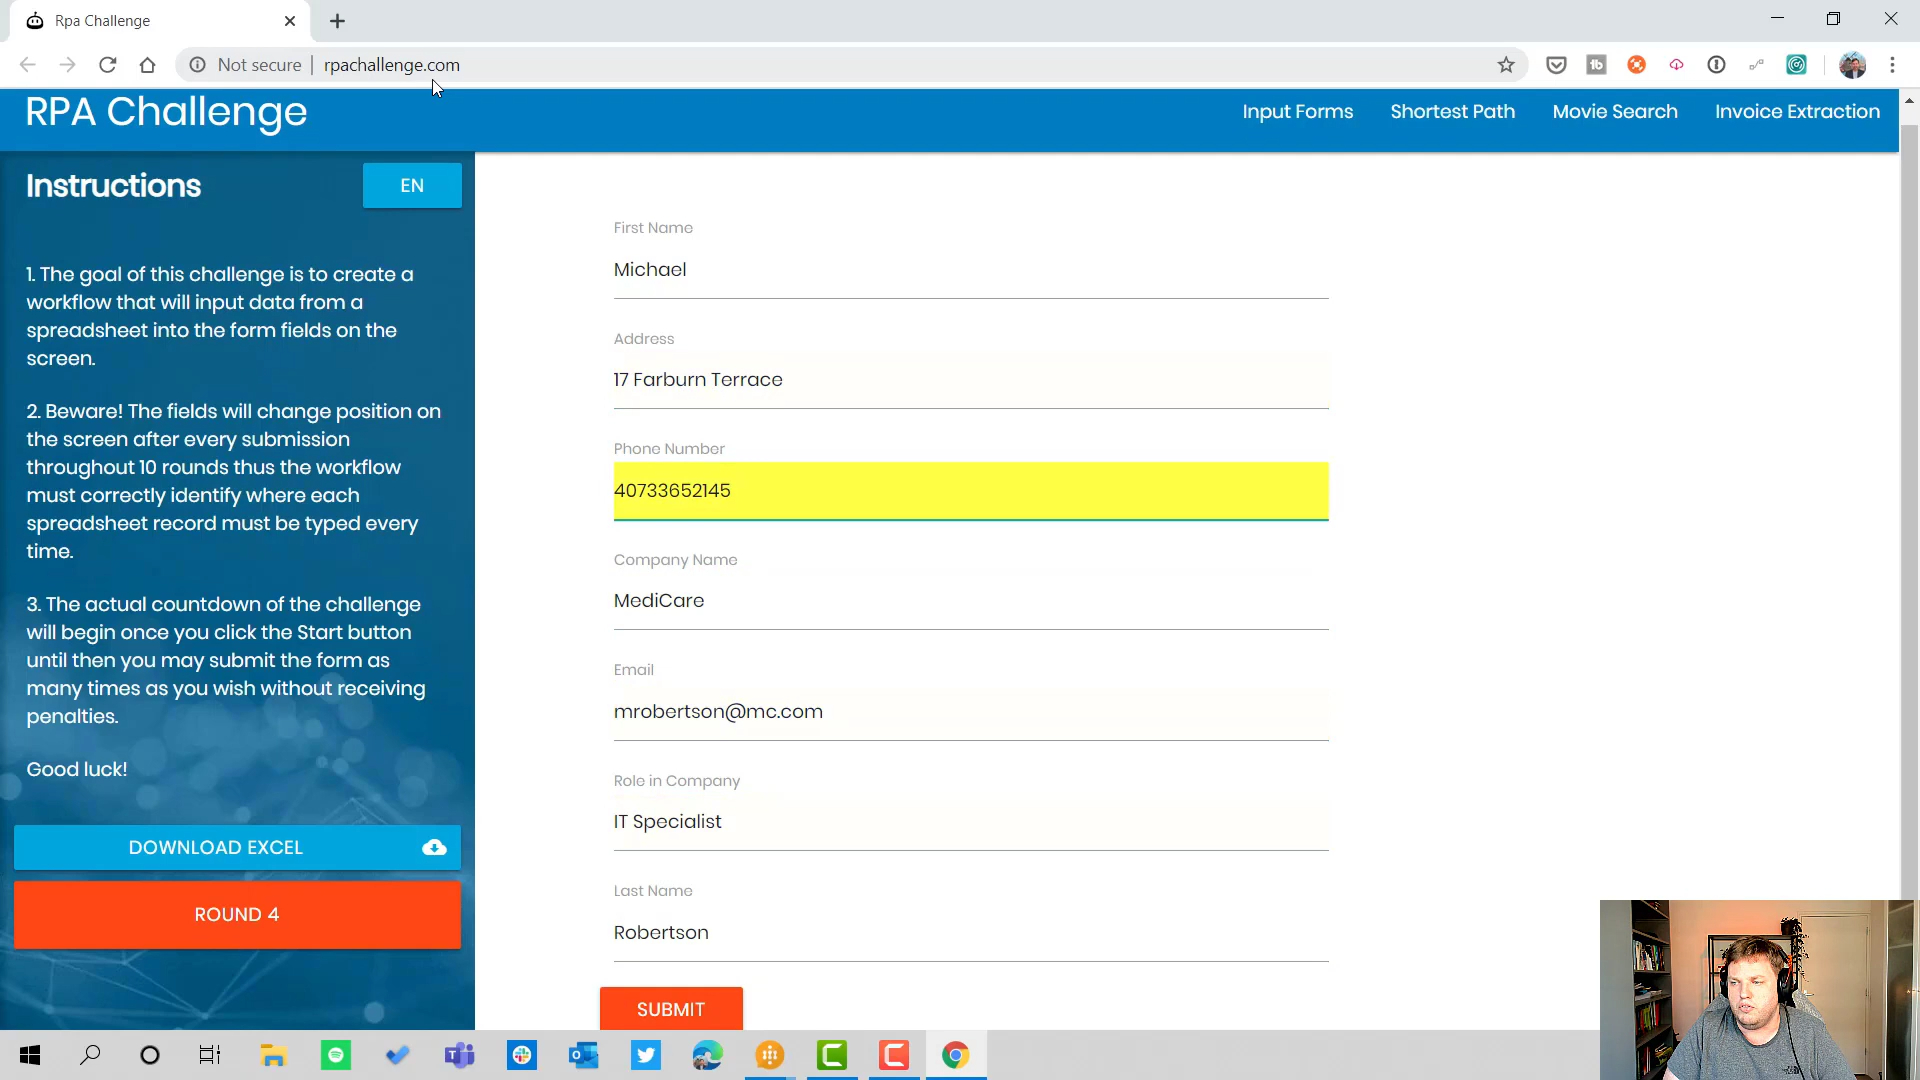 Rpa Challenge
Not secure | rpachallenge.com
RPA Challenge
Input Forms
Shortest Path
Movie Search
Invoice Extraction
Instructions
EN
1. The goal of this challenge is to create a
workflow that will input data from a
spreadsheet into the form fields on the
screen.
2. Beware! The fields will change position on
the screen after every submission
throughout 10 rounds thus the workflow
must correctly identify where each
spreadsheet record must be typed every
time.
3. The actual countdown of the challenge
will begin once you click the Start button
until then you may submit the form as
many times as you wish without receiving
penalties.
Good luck!
DOWNLOAD EXCEL
ROUND 4
First Name
Michael
Address
17 Farburn Terrace
Phone Number
40733652145
Company Name
MediCare
Email
mrobertson@mc.com
Role in Company
IT Specialist
Last Name
Robertson
SUBMIT